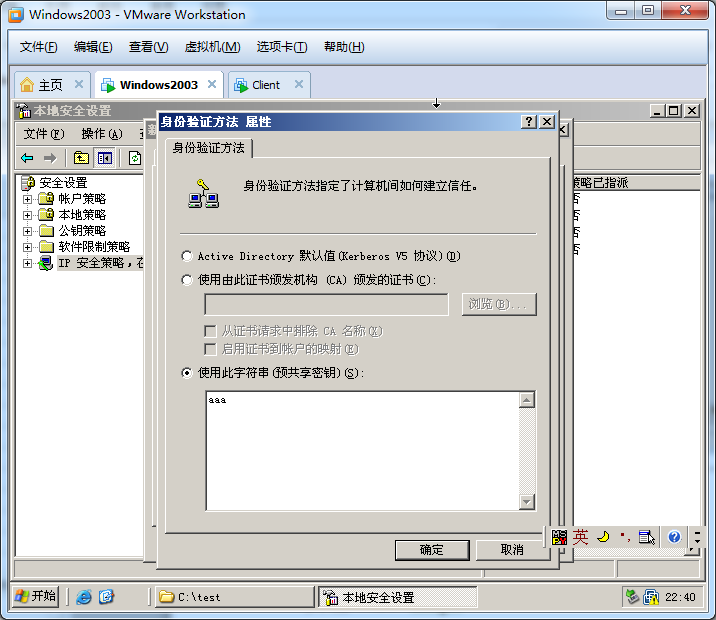 Windows2003 - VMware Workstation
文件(F) 编辑(E) 查看(V) 虚拟机(M) 选项卡(T) 帮助(H)
主页 Windows2003 Client
本地安全设置
身份验证方法 属性
文件(F) 操作(A)
身份验证方法
安全设置
帐户策略
本地策略
公钥策略
软件限制策略
IP 安全策略，在
策略已指派
否
否
否
否
身份验证方法指定了计算机间如何建立信任。
Active Directory 默认值(Kerberos V5 协议)(D)
使用由此证书颁发机构 (CA) 颁发的证书(C):
浏览(B)...
从证书请求中排除 CA 名称(X)
启用证书到帐户的映射(E)
使用此字符串(预共享密钥)(S):
aaa
确定 取消
英
开始 C:\test 本地安全设置 22:40